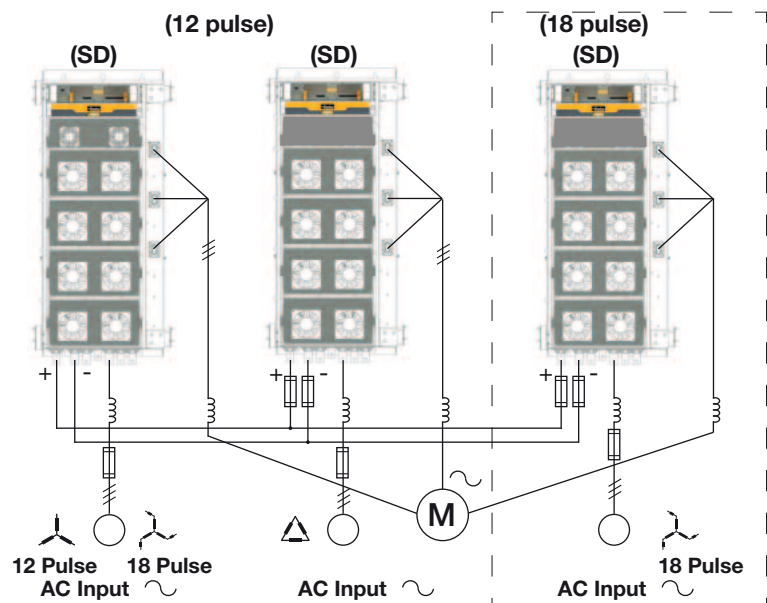 (12 pulse)
(18 pulse)
(SD)
(SD)
(SD)
+ -
+ -
+ -
M
12 Pulse
18 Pulse
18 Pulse
AC Input
AC Input
AC Input